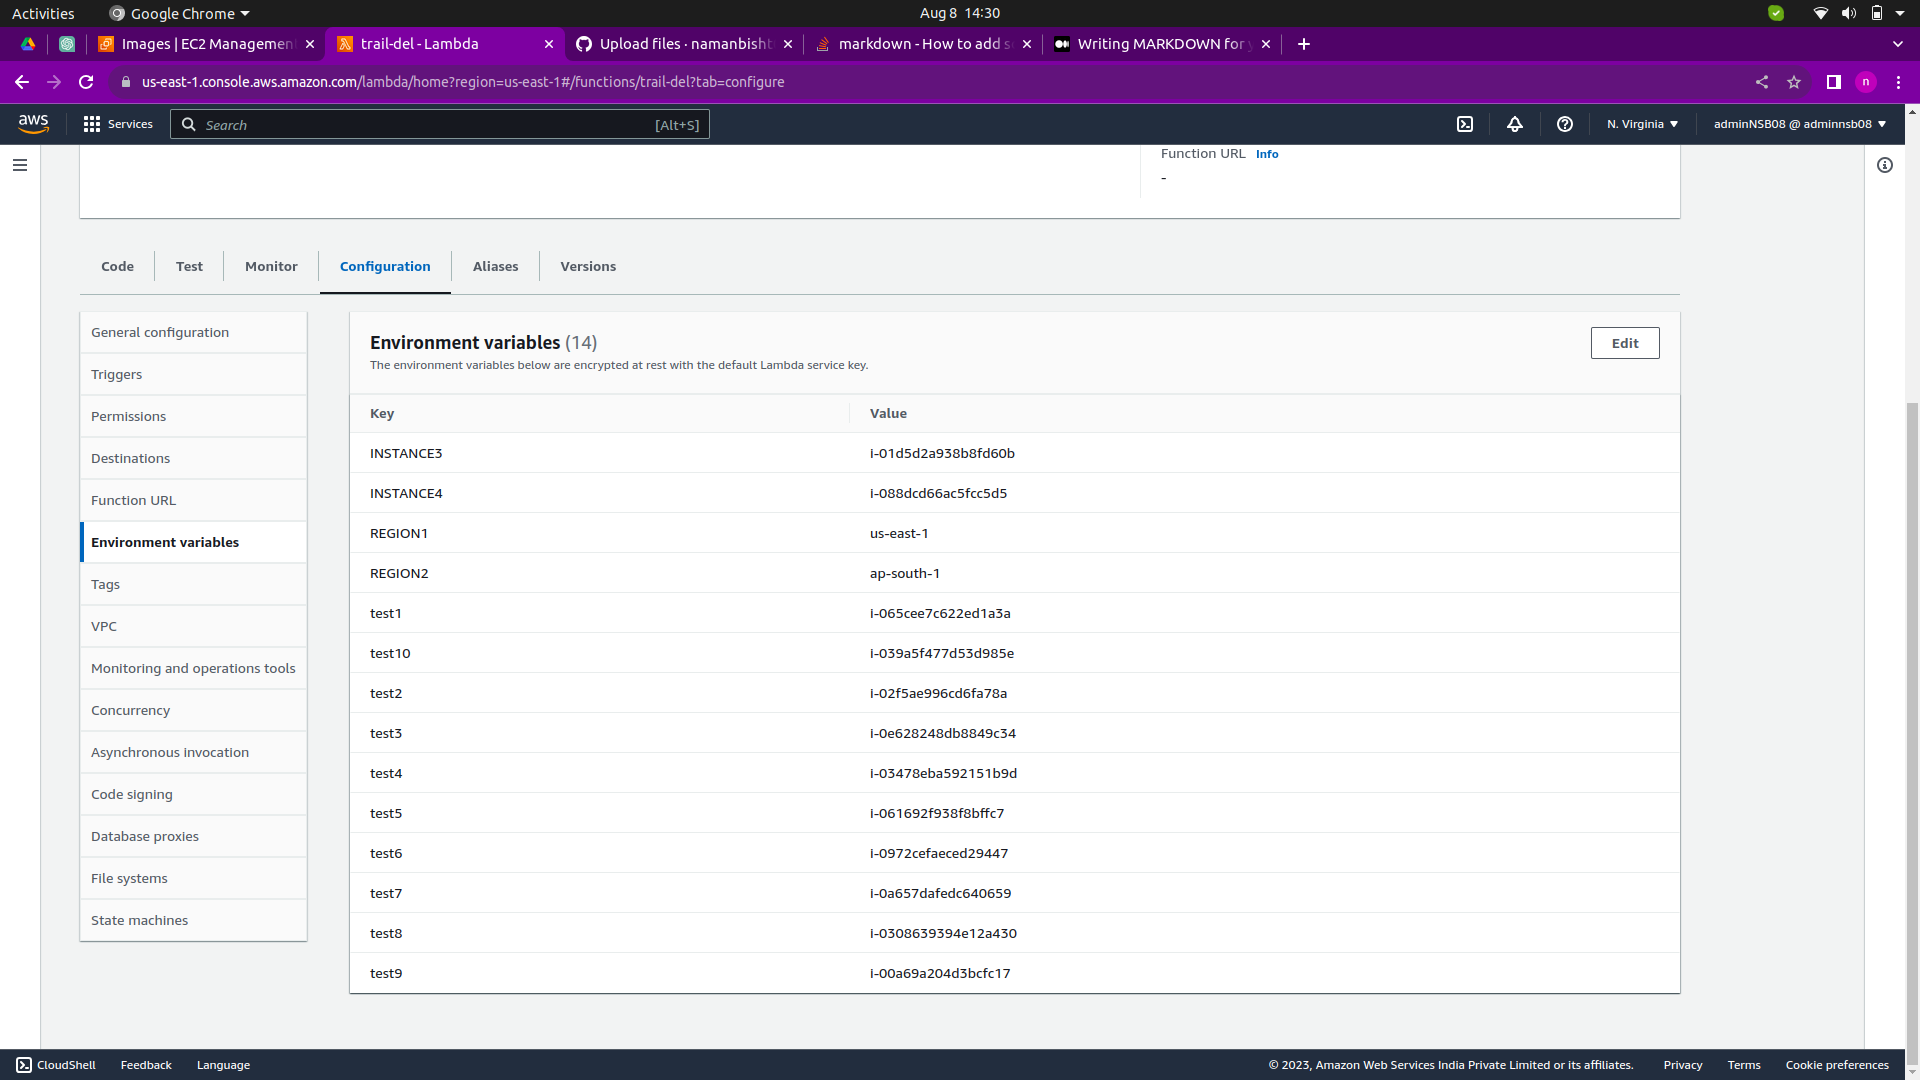 Activities
Google Chrome
Aug 8 14:30
Images | EC2 Managemen
trail-del - Lambda
Upload files · namanbisht
markdown - How to add s
Writing MARKDOWN for y
us-east-1.console.aws.amazon.com/lambda/home?region=us-east-1#/functions/trail-del?tab=configure
n
aws
Services
Search
[Alt+S]
N. Virginia
adminNSB08 @ adminnsb08
Function URL Info
-
Code
Test
Monitor
Configuration
Aliases
Versions
General configuration
Triggers
Permissions
Destinations
Function URL
Environment variables
Tags
VPC
Monitoring and operations tools
Concurrency
Asynchronous invocation
Code signing
Database proxies
File systems
State machines
Environment variables (14)
The environment variables below are encrypted at rest with the default Lambda service key.
Edit
Key Value
INSTANCE3 i-01d5d2a938b8fd60b
INSTANCE4 i-088dcd66ac5fcc5d5
REGION1 us-east-1
REGION2 ap-south-1
test1 i-065cee7c622ed1a3a
test10 i-039a5f477d53d985e
test2 i-02f5ae996cd6fa78a
test3 i-0e628248db8849c34
test4 i-03478eba592151b9d
test5 i-061692f938f8bffc7
test6 i-0972cefaeced29447
test7 i-0a657dafedc640659
test8 i-0308639394e12a430
test9 i-00a69a204d3bcfc17
CloudShell
Feedback
Language
© 2023, Amazon Web Services India Private Limited or its affiliates.
Privacy
Terms
Cookie preferences